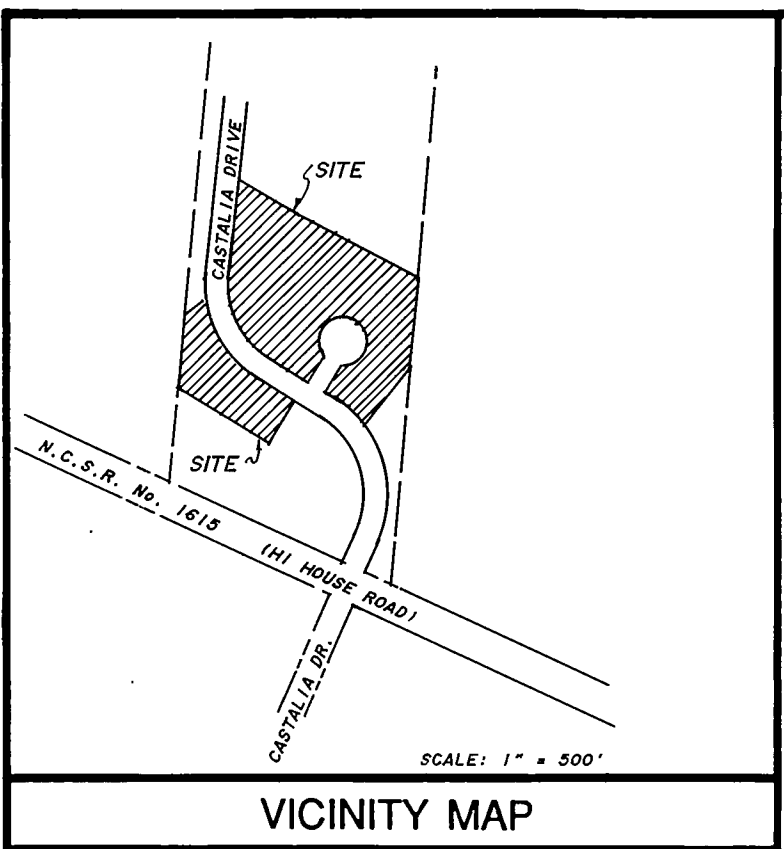 CASTALIA DRIVE
SITE
SITE
N.C.S.R. No. 1615 (HI HOUSE ROAD)
CASTALIA DR.
SCALE: 1" = 500'
VICINITY MAP